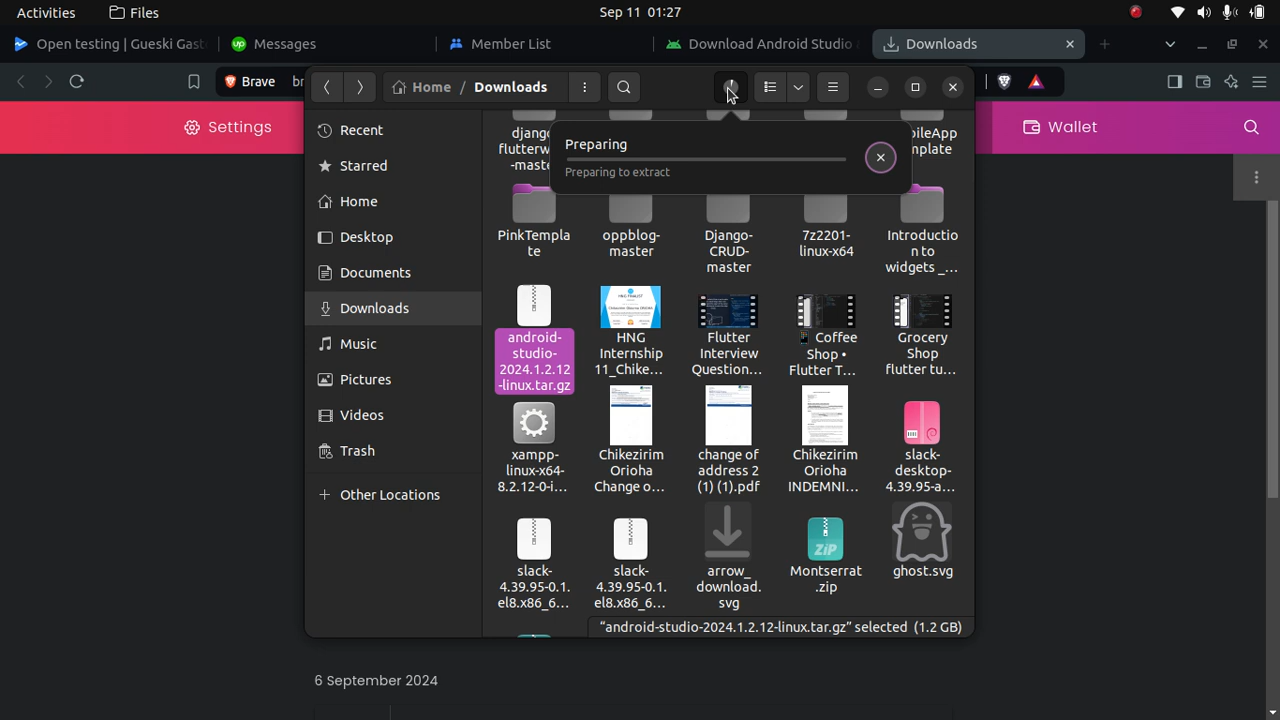 Activities
Files
Sep 11 01:27
Open testing | Gueski Gast
Messages
Member List
Download Android Studio
Downloads
Brave
br
Home / Downloads
Settings
Wallet
Recent
Starred
Home
Desktop
Documents
Downloads
Music
Pictures
Videos
Trash
Other Locations
Preparing
Preparing to extract
django
flutterw
-maste
PinkTempla
te
oppblog-
master
Django-
CRUD-
master
7z2201-
linux-x64
Introductio
n to
widgets _...
android-
studio-
2024.1.2.12
-linux.tar.gz
HNG
Internship
11_Chike...
Flutter
Interview
Question...
📱 Coffee
Shop •
Flutter T...
Grocery
Shop
flutter tu...
xampp-
linux-x64-
8.2.12-0-i...
Chikezirim
Orioha
Change o...
change of
address 2
(1) (1).pdf
Chikezirim
Orioha
INDEMNI...
slack-
desktop-
4.39.95-a...
slack-
4.39.95-0.1.
el8.x86_6...
slack-
4.39.95-0.1.
el8.x86_6...
arrow_
download.
svg
ZIP
Montserrat
.zip
ghost.svg
"android-studio-2024.1.2.12-linux.tar.gz" selected (1.2 GB)
6 September 2024